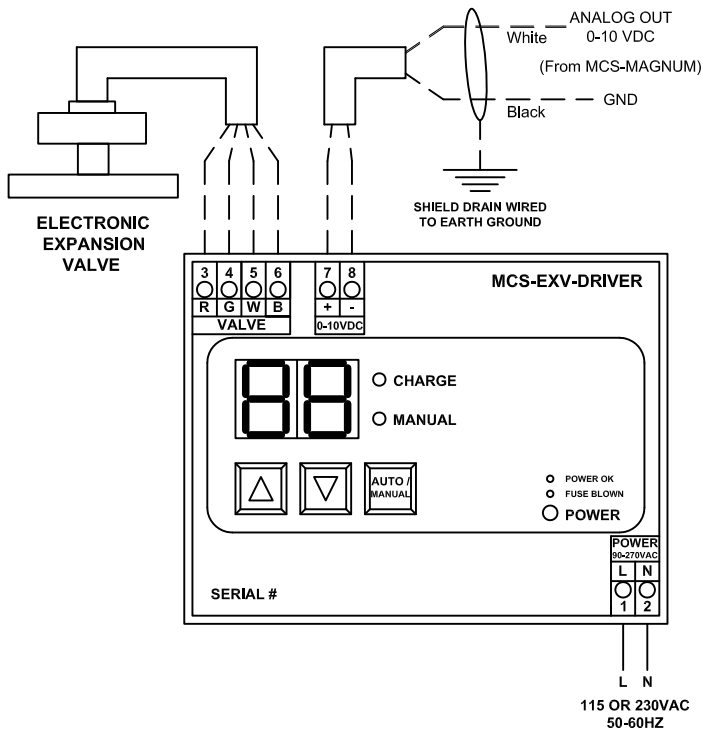 ANALOG OUT
0-10 VDC
White
(From MCS-MAGNUM)
GND
Black
SHIELD DRAIN WIRED
TO EARTH GROUND
ELECTRONIC
EXPANSION
VALVE
3 4 5 6 7 8
R G W B + -
VALVE 0-10VDC
MCS-EXV-DRIVER
88
CHARGE
MANUAL
AUTO /
MANUAL
POWER OK
FUSE BLOWN
POWER
POWER
90-270VAC
L N
1 2
SERIAL #
L N
115 OR 230VAC
50-60HZ